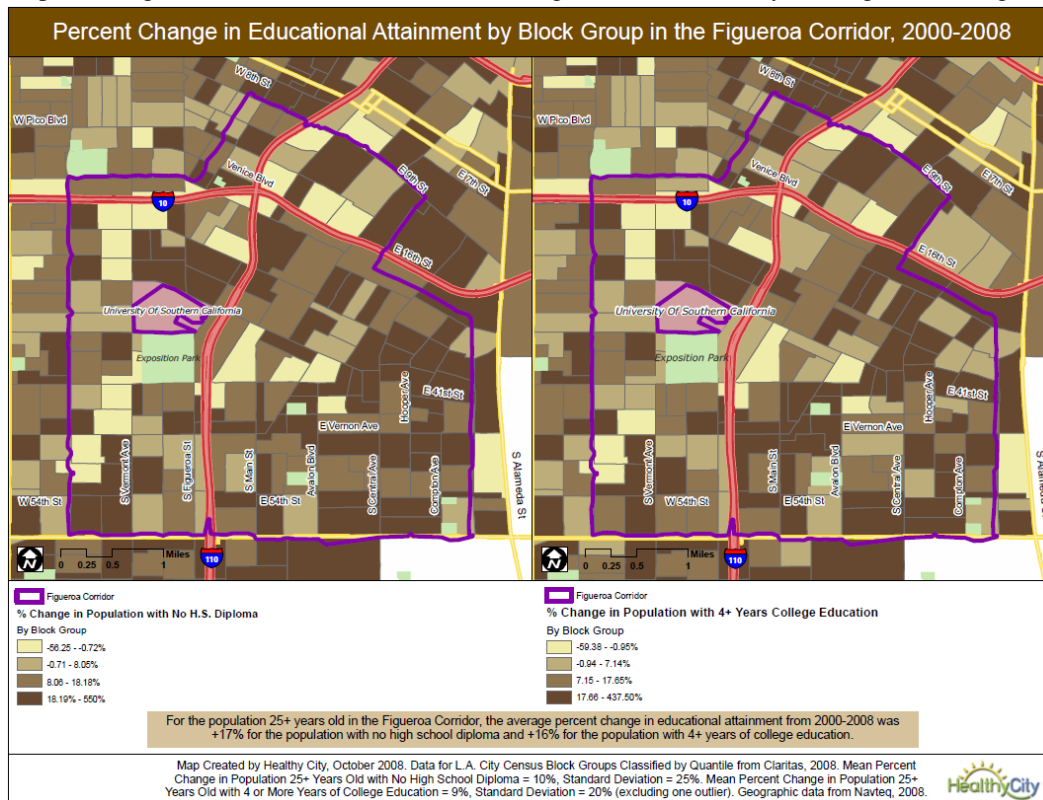 Percent Change in Educational Attainment by Block Group in the Figueroa Corridor, 2000-2008
W 8th St
W Pico Blvd
Venice Blvd
E 9th St
E 7th St
10
E 16th St
University Of Southern California
Exposition Park
Hooper Ave
E 41st St
E Vernon Ave
S Vermont Ave
S Figueroa St
S Main St
Avalon Blvd
S Central Ave
Compton Ave
S Alameda St
W 54th St
E 54th St
N
0 0.25 0.5 1
Miles
110
W 8th St
W Pico Blvd
Venice Blvd
E 9th St
E 7th St
10
E 16th St
University Of Southern California
Exposition Park
Hooper Ave
E 41st St
E Vernon Ave
S Vermont Ave
S Main St
Avalon Blvd
S Central Ave
Compton Ave
W 54th St
E 54th St
N
0 0.25 0.5 1
Miles
110
Figueroa Corridor
% Change in Population with No H.S. Diploma
By Block Group
-56.25 - -0.72%
-0.71 - 8.05%
8.06 - 18.18%
18.19% - 550%
Figueroa Corridor
% Change in Population with 4+ Years College Education
By Block Group
-59.38 - -0.95%
-0.94 - 7.14%
7.15 - 17.65%
17.66 - 437.50%
For the population 25+ years old in the Figueroa Corridor, the average percent change in educational attainment from 2000-2008 was
+17% for the population with no high school diploma and +16% for the population with 4+ years of college education.
Map Created by Healthy City, October 2008. Data for L.A. City Census Block Groups Classified by Quantile from Claritas, 2008. Mean Percent
Change in Population 25+ Years Old with No High School Diploma = 10%, Standard Deviation = 25%. Mean Percent Change in Population 25+
Years Old with 4 or More Years of College Education = 9%, Standard Deviation = 20% (excluding one outlier). Geographic data from Navteq, 2008.
HealthyCity